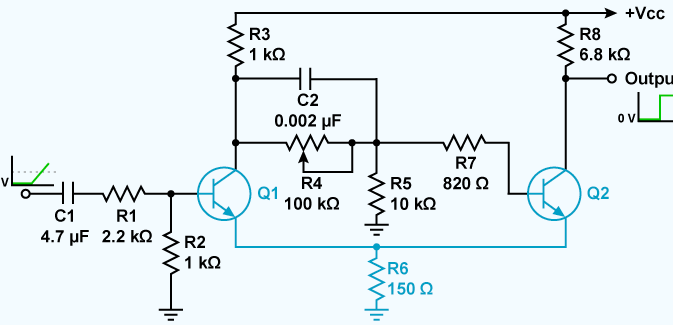 +Vcc
R3
1 kΩ
R8
6.8 kΩ
C2
0.002 µF
Output
0 V
V
Q1
R4
100 kΩ
R5
10 kΩ
R7
820 Ω
Q2
C1
4.7 µF
R1
2.2 kΩ
R2
1 kΩ
R6
150 Ω